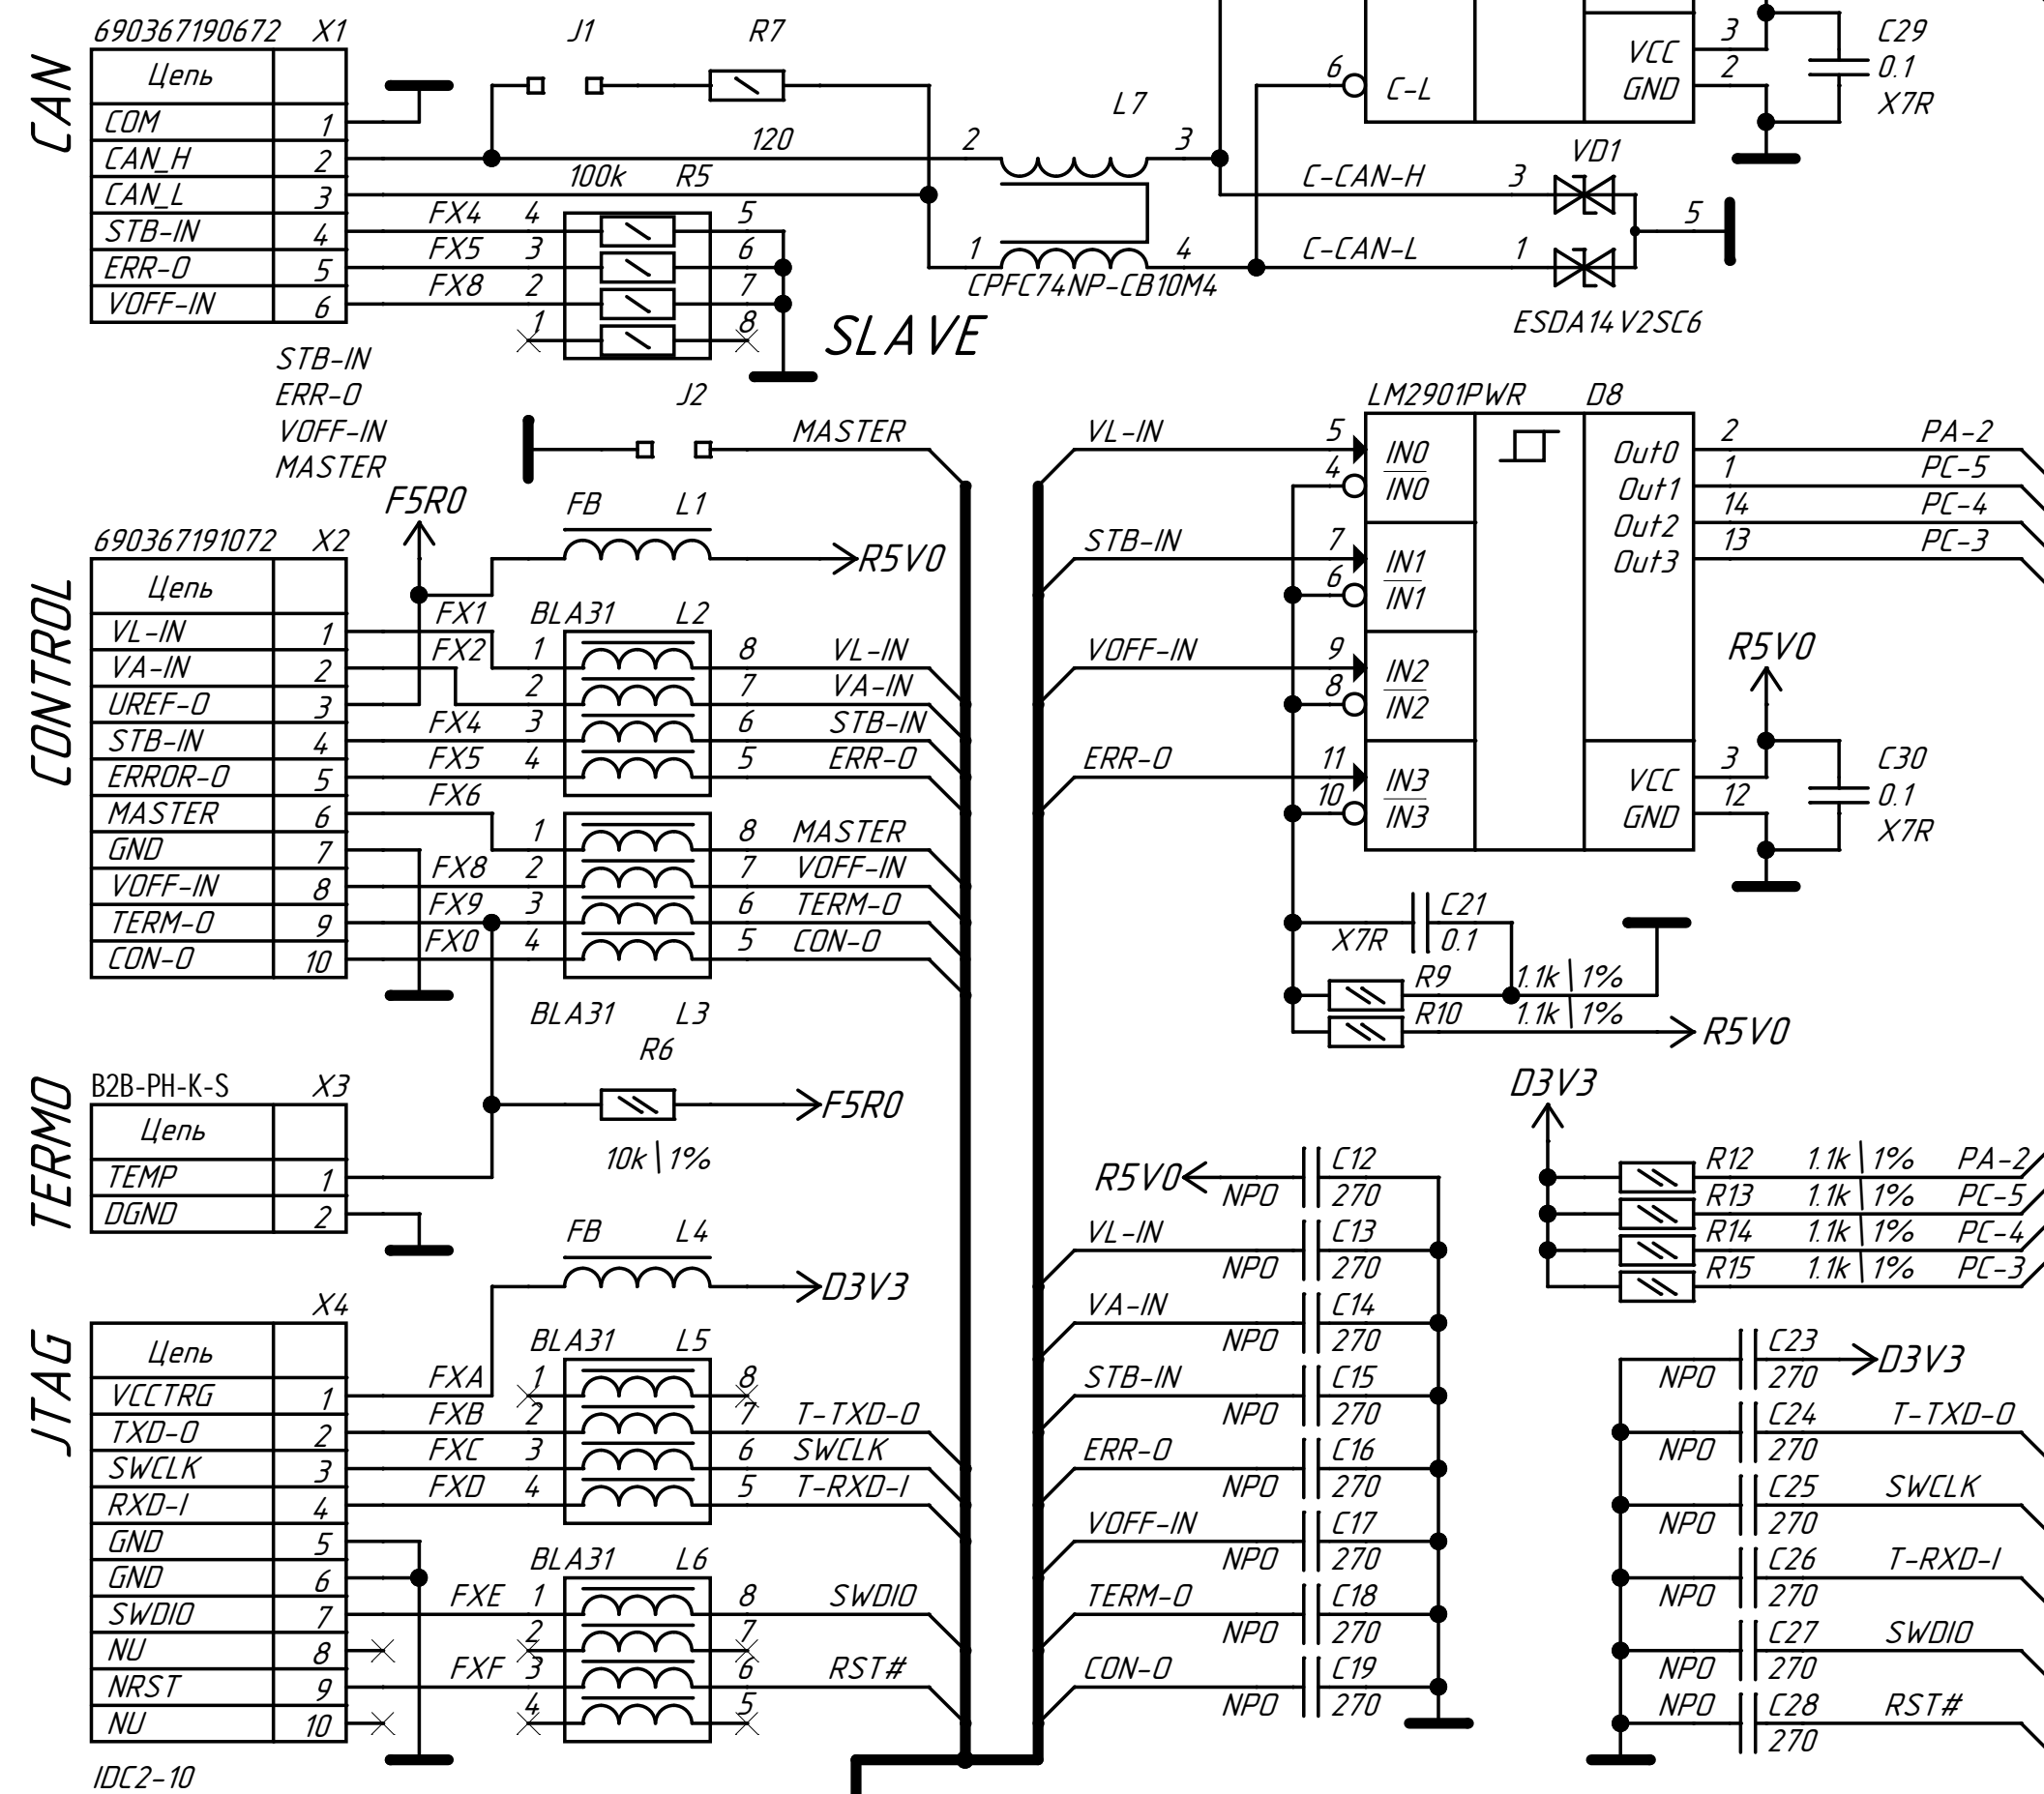 CAN
690367190672 X1
Цепь
COM 1
CAN_H 2
CAN_L 3
STB-IN 4
ERR-O 5
VOFF-IN 6
STB-IN
ERR-O
VOFF-IN
MASTER
J1 R7
120
100k R5
FX4 4 5
FX5 3 6
FX8 2 7
1 8
SLAVE
L7
2 3
1 4
CPFC74NP-CB10M4
6 C-L
VCC 3
GND 2
C29
0.1
X7R
VD1
C-CAN-H 3
C-CAN-L 1
5
ESDA14V2SC6
J2
MASTER
F5R0
FB L1
R5V0
CONTROL
690367191072 X2
Цепь
VL-IN 1
VA-IN 2
UREF-O 3
STB-IN 4
ERROR-O 5
MASTER 6
GND 7
VOFF-IN 8
TERM-O 9
CON-O 10
BLA31 L2
FX1 1 8 VL-IN
FX2 2 7 VA-IN
FX4 3 6 STB-IN
FX5 4 5 ERR-O
FX6 1 8 MASTER
FX8 2 7 VOFF-IN
FX9 3 6 TERM-O
FX0 4 5 CON-O
BLA31 L3
R6
F5R0
10k\1%
TERMO
B2B-PH-K-S X3
Цепь
TEMP 1
DGND 2
FB L4
D3V3
JTAG
X4
Цепь
VCCTRG 1
TXD-O 2
SWCLK 3
RXD-I 4
GND 5
GND 6
SWDIO 7
NU 8
NRST 9
NU 10
IDC2-10
BLA31 L5
FXA 1 8
FXB 2 7 T-TXD-O
FXC 3 6 SWCLK
FXD 4 5 T-RXD-I
BLA31 L6
FXE 1 8 SWDIO
2 7
FXF 3 6 RST#
4 5
LM2901PWR D8
VL-IN 5 IN0 Out0 2 PA-2
4 IN0 Out1 1 PC-5
Out2 14 PC-4
STB-IN 7 IN1 Out3 13 PC-3
6 IN1
VOFF-IN 9 IN2
8 IN2
ERR-O 11 IN3 VCC 3
10 IN3 GND 12
R5V0
C30
0.1
X7R
C21
X7R 0.1
R9 1.1k\1%
R10 1.1k\1%
R5V0
R5V0 C12
NPO 270
VL-IN C13
NPO 270
VA-IN C14
NPO 270
STB-IN C15
NPO 270
ERR-O C16
NPO 270
VOFF-IN C17
NPO 270
TERM-O C18
NPO 270
CON-O C19
NPO 270
D3V3
R12 1.1k\1% PA-2
R13 1.1k\1% PC-5
R14 1.1k\1% PC-4
R15 1.1k\1% PC-3
C23 D3V3
NPO 270
C24 T-TXD-O
NPO 270
C25 SWCLK
NPO 270
C26 T-RXD-I
NPO 270
C27 SWDIO
NPO 270
C28 RST#
NPO 270